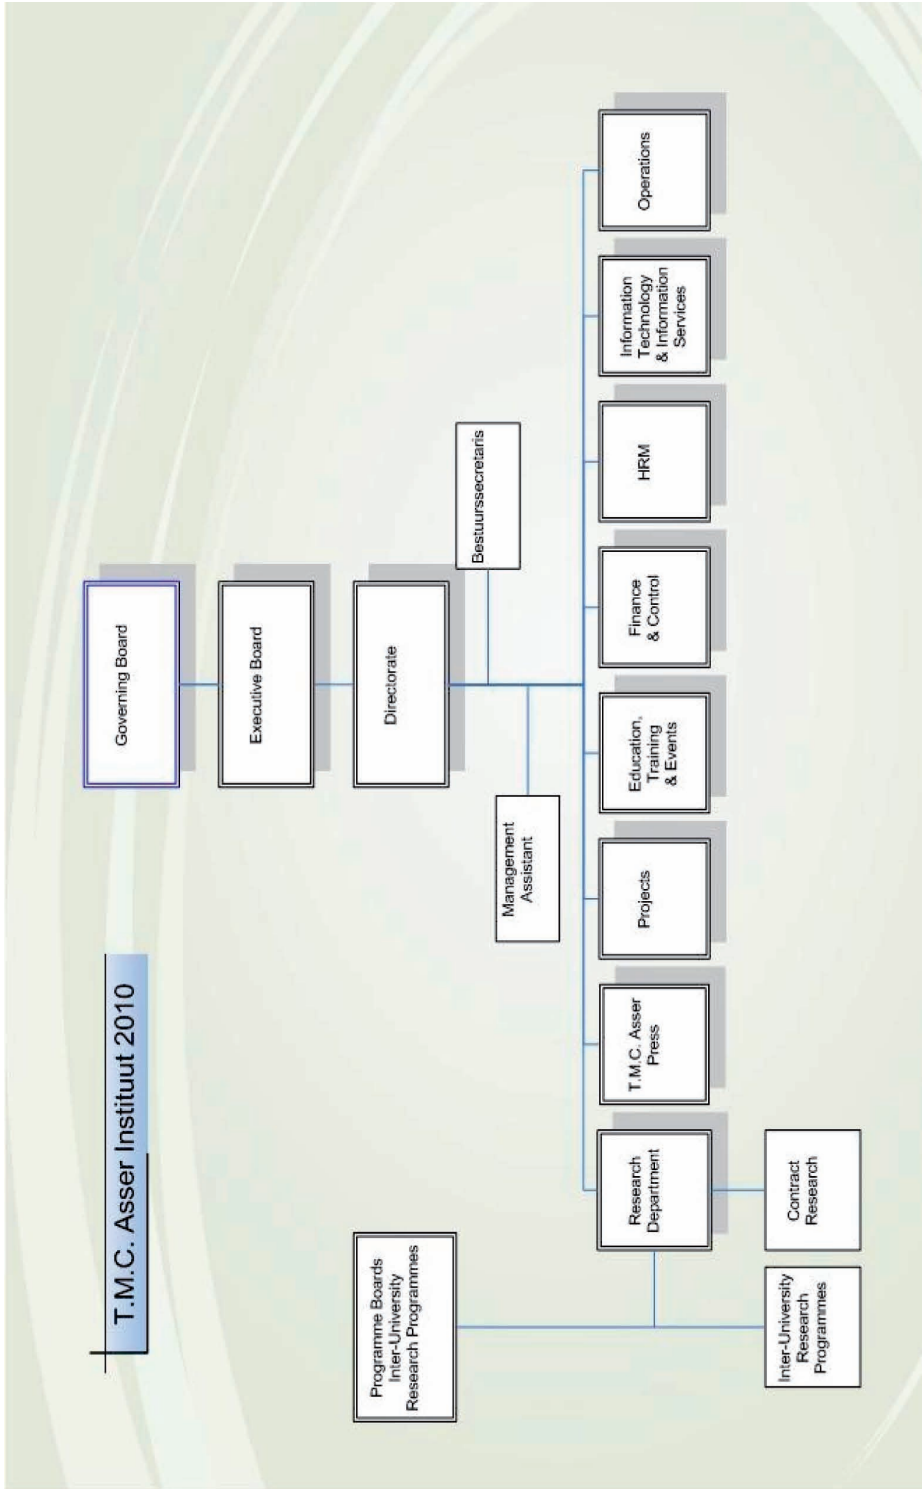 T.M.C. Asser Instituut 2010
Governing Board
Executive Board
Directorate
Bestuurssecretaris
Management
Assistant
Programme Boards
Inter-University
Research Programmes
Research
Department
T.M.C. Asser
Press
Projects
Education,
Training
& Events
Finance
& Control
HRM
Information
Technology
& Information
Services
Operations
Inter-University
Research
Programmes
Contract
Research